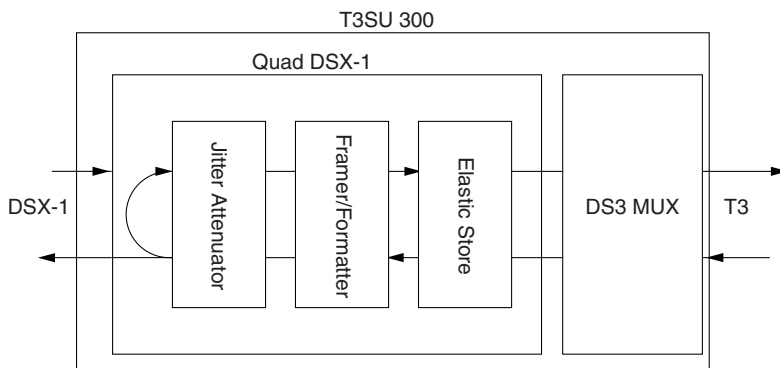 T3SU 300
Quad DSX-1
Jitter Attenuator
Framer/Formatter
Elastic Store
DSX-1
DS3 MUX
T3